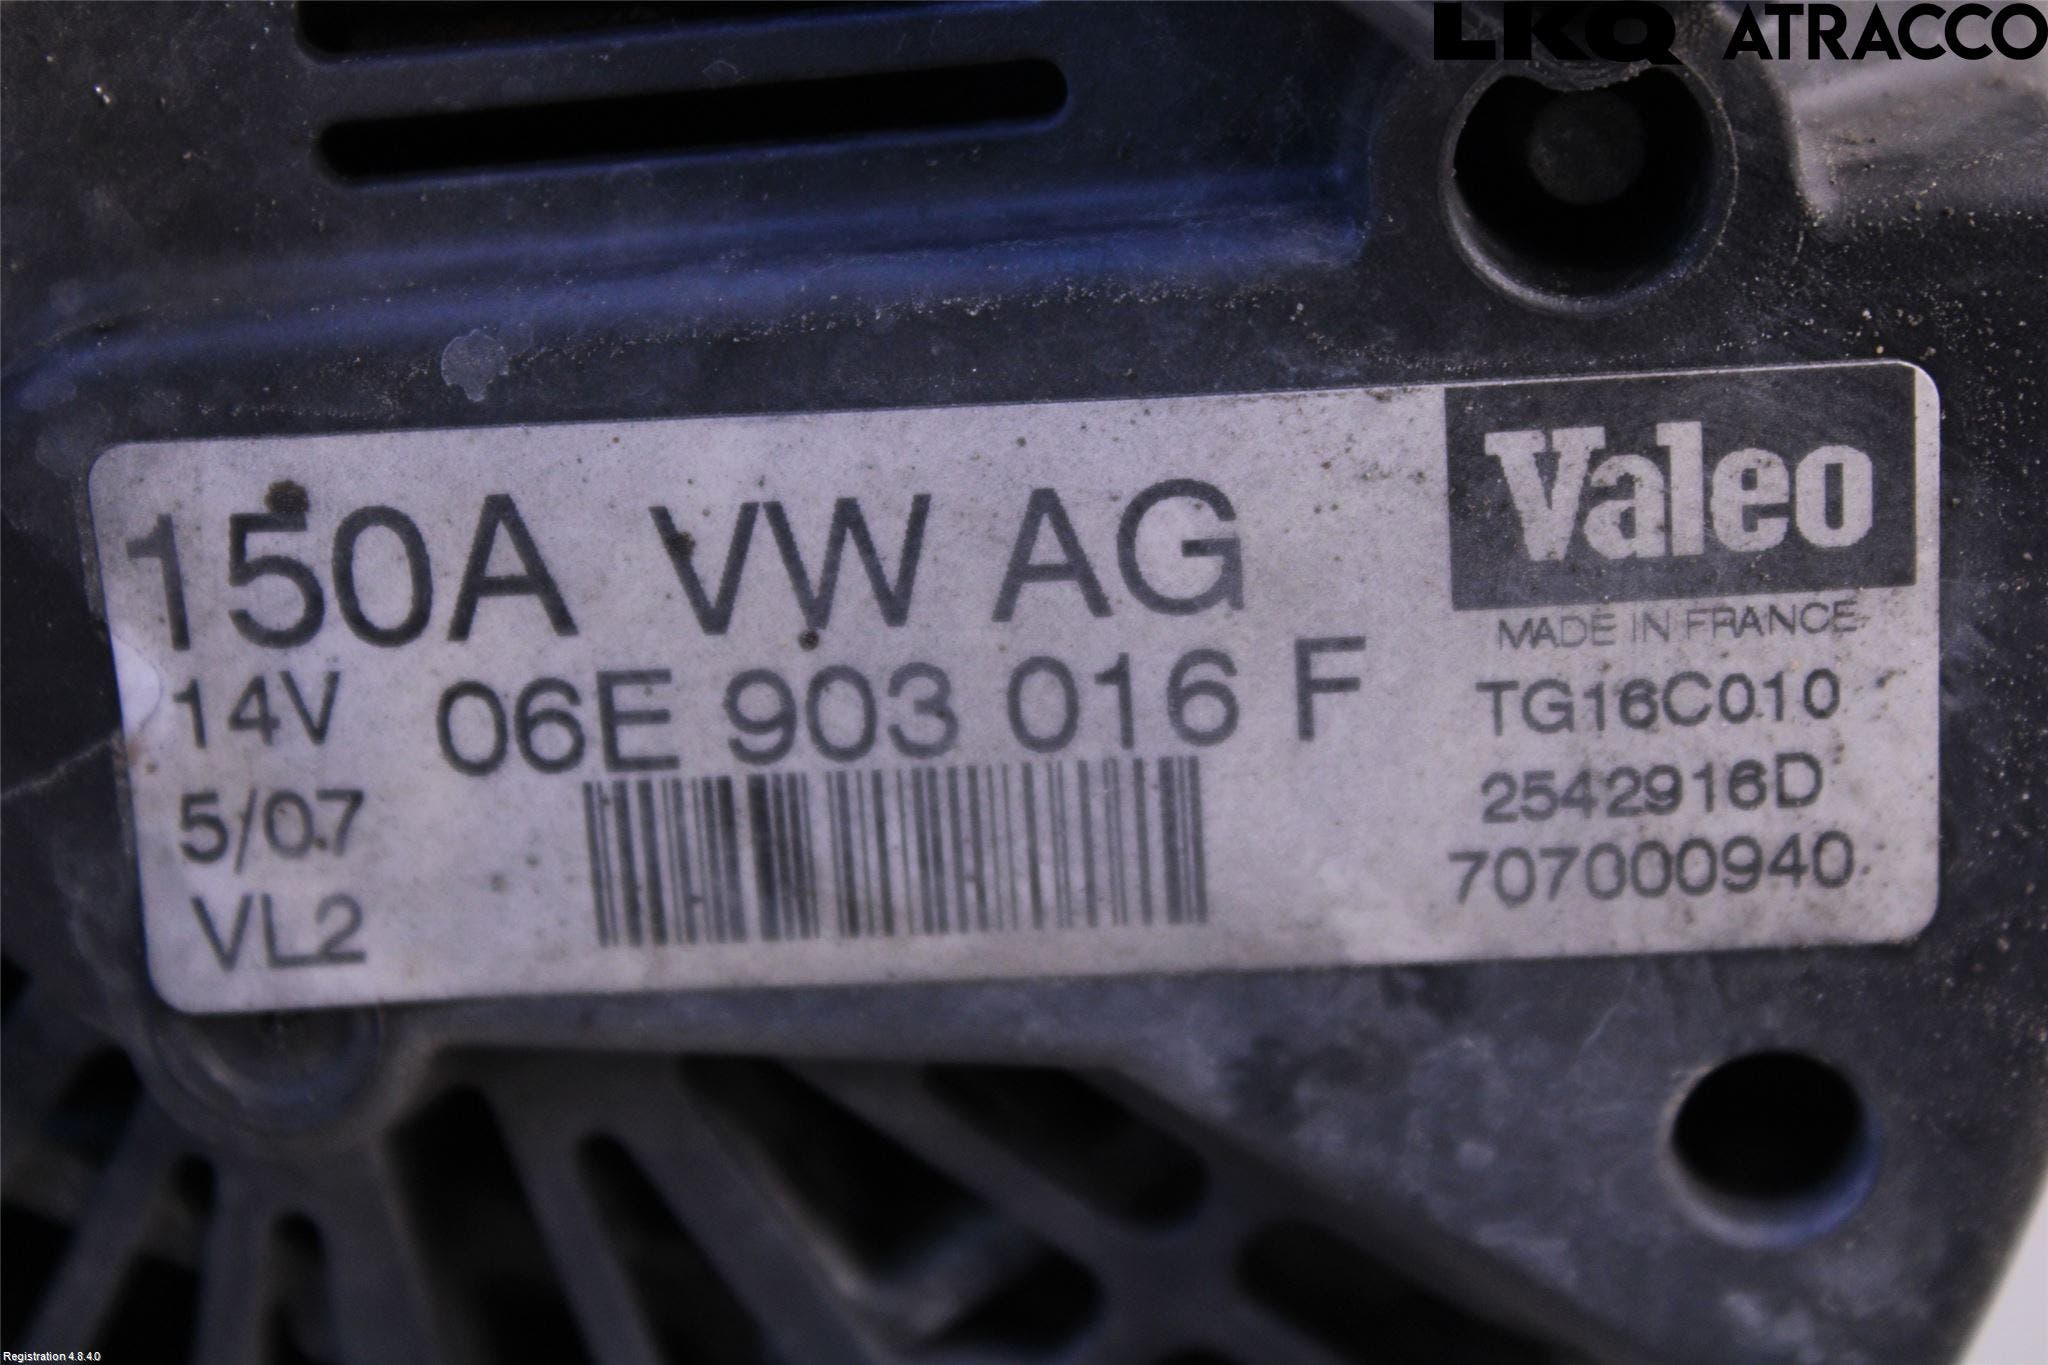 LKQ ATRACCO
150A VW AG
14V
06E 903 016 F
5/07
VL2
Valeo
MADE IN FRANCE
TG16C010
2542916D
707000940
Registration 4.8.4.0